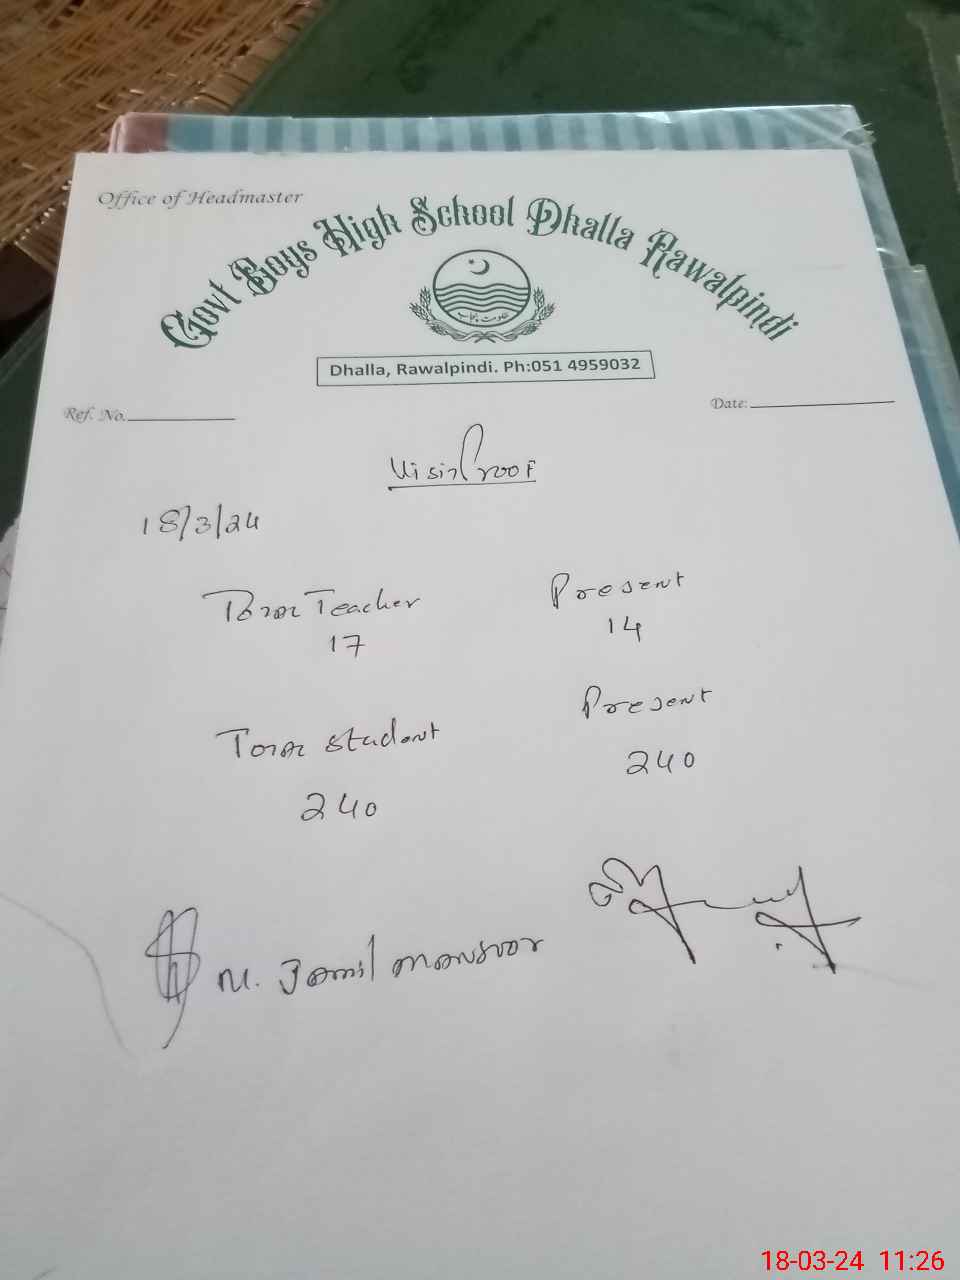 Office of Headmaster
Govt Boys High School Dhalla Rawalpindi
حکومت پنجاب
Dhalla, Rawalpindi. Ph:051 4959032
Ref. No.
Date:
Visit Proof
18/3/24
Total Teacher Present
17 14
Total Student Present
240 240
M. Jamil Mansoor
18-03-24 11:26